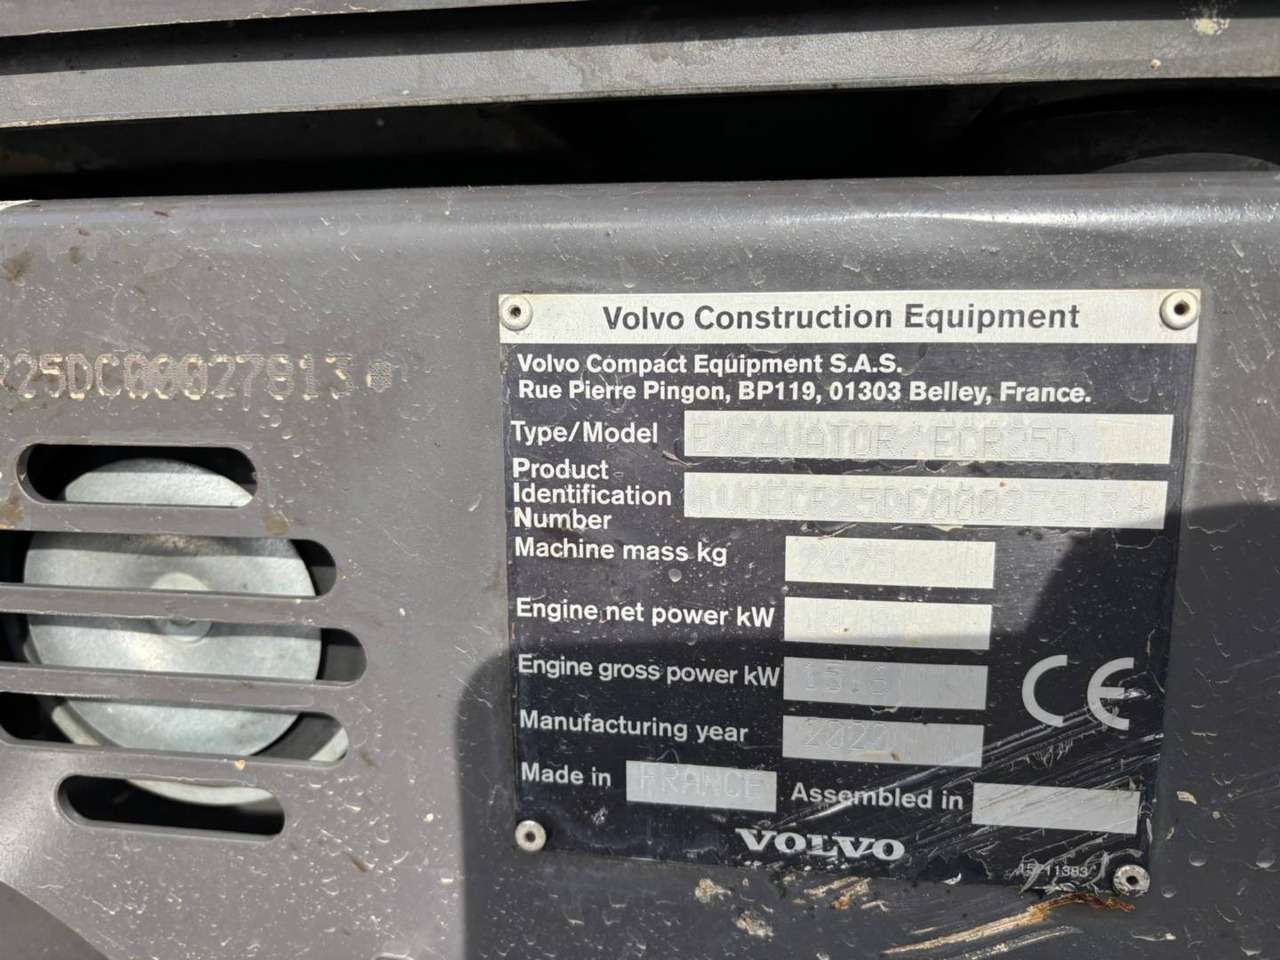 R25DC00027813*
Volvo Construction Equipment
Volvo Compact Equipment S.A.S.
Rue Pierre Pingon, BP119, 01303 Belley, France.
Type/Model EXCAVATOR/ECR25D
Product
Identification
Number
Machine mass kg
Engine net power kW
Engine gross power kW
Manufacturing year 2020
Made in FRANCE Assembled in
VOLVO